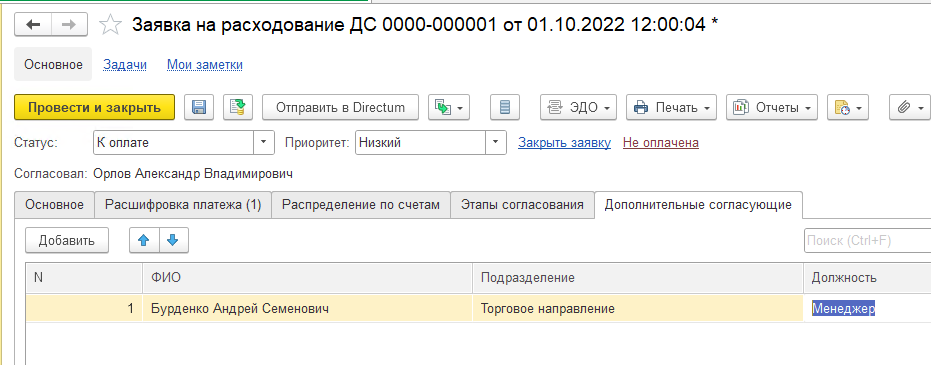 Заявка на расходование ДС 0000-000001 от 01.10.2022 12:00:04 *
Основное Задачи Мои заметки
Провести и закрыть Отправить в Directum ЭДО Печать Отчеты
Статус: К оплате Приоритет: Низкий Закрыть заявку Не оплачена
Согласовал: Орлов Александр Владимирович
Основное Расшифровка платежа (1) Распределение по счетам Этапы согласования Дополнительные согласующие
Добавить Поиск (Ctrl+F)
N ФИО Подразделение Должность
1 Бурденко Андрей Семенович Торговое направление Менеджер